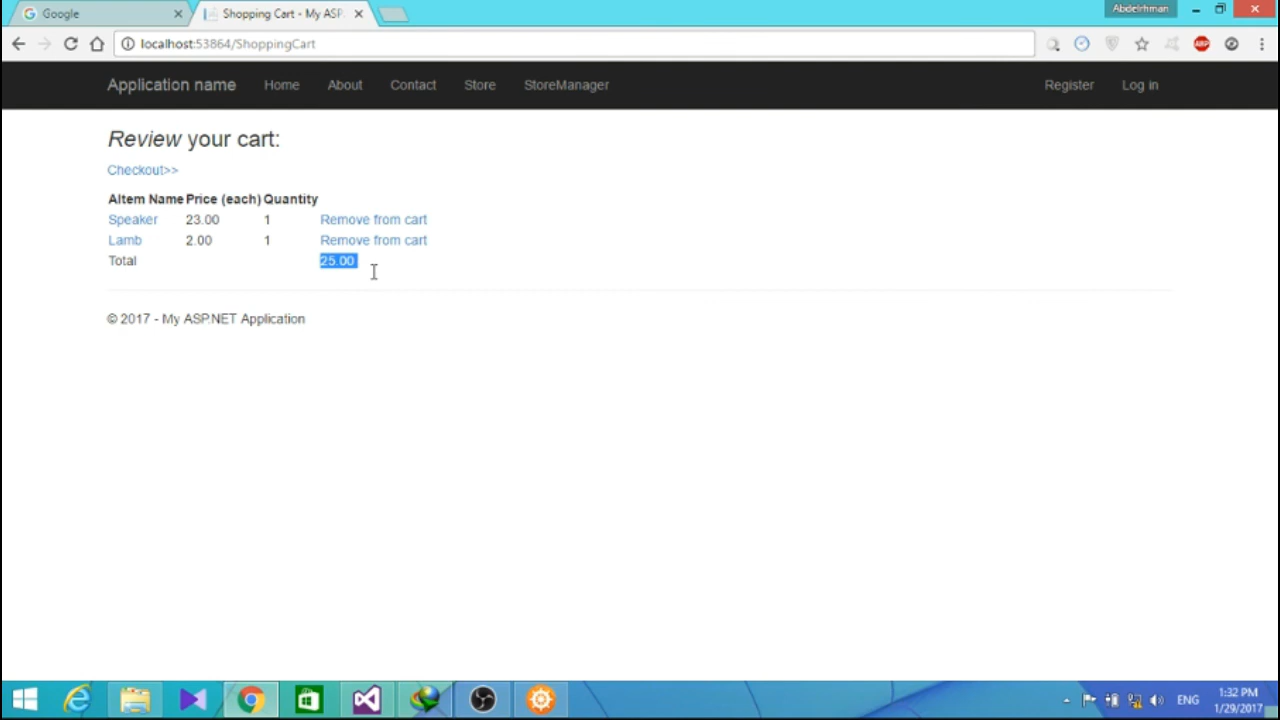 Google
Shopping Cart - My ASP.
Abdelrhman
localhost:53864/ShoppingCart
ABP
Application name Home About Contact Store StoreManager Register Log in
Review your cart:
Checkout>>
AItem Name Price (each) Quantity
Speaker 23.00 1 Remove from cart
Lamb 2.00 1 Remove from cart
Total 25.00
© 2017 - My ASP.NET Application
ENG
1:32 PM
1/29/2017